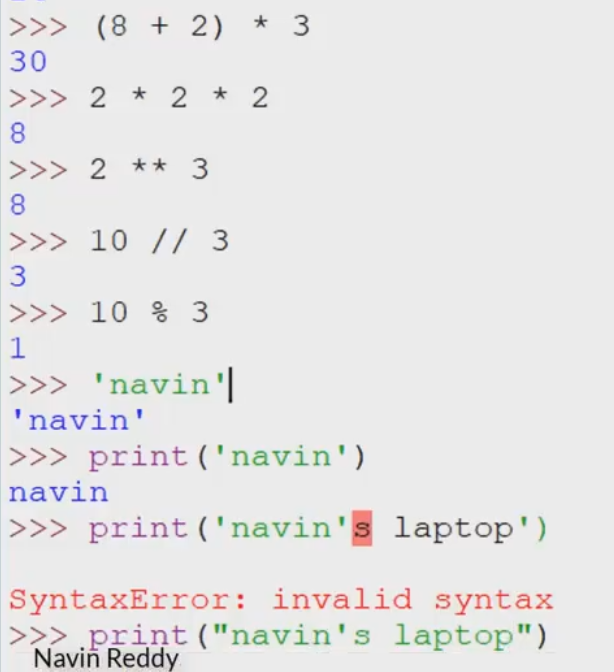 >>> (8 + 2) * 3
30
>>> 2 * 2 * 2
8
>>> 2 ** 3
8
>>> 10 // 3
3
>>> 10 % 3
1
>>> 'navin'
'navin'
>>> print('navin')
navin
>>> print('navin's laptop')
SyntaxError: invalid syntax
>>> print("navin's laptop")
Navin Reddy